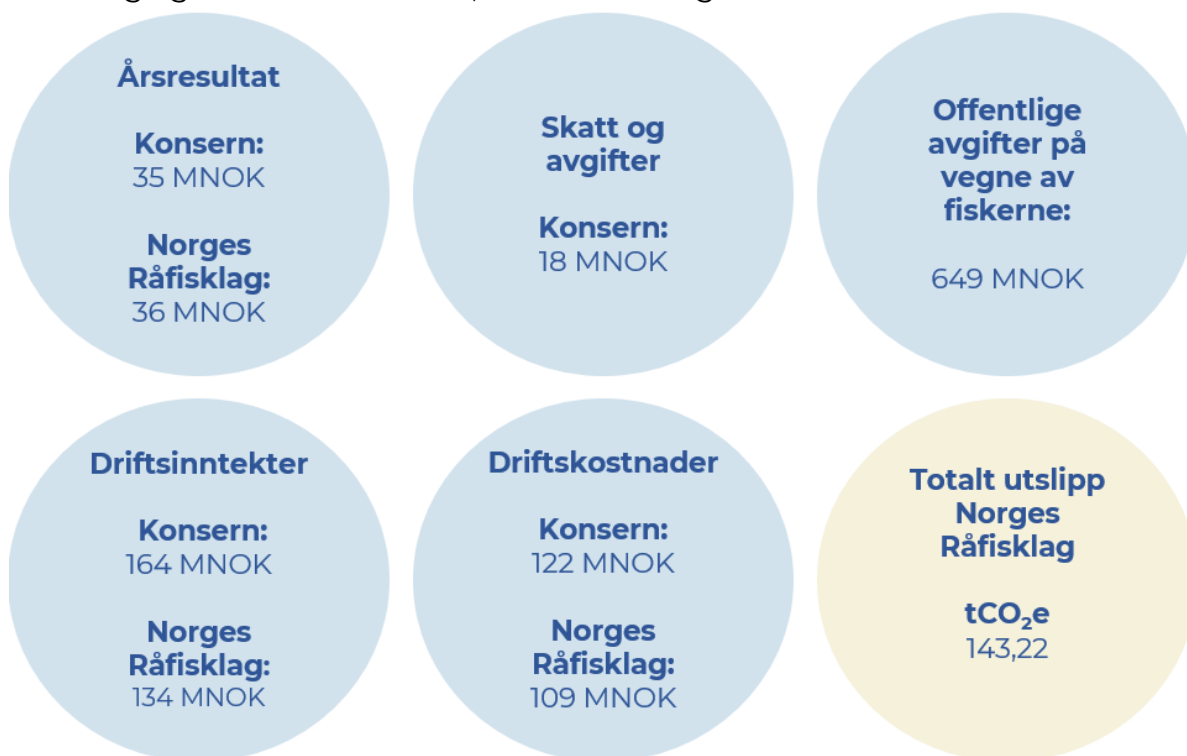 Årsresultat
Konsern:
35 MNOK
Norges
Råfisklag:
36 MNOK
Skatt og
avgifter
Konsern:
18 MNOK
Offentlige
avgifter på
vegne av
fiskerne:
649 MNOK
Driftsinntekter
Konsern:
164 MNOK
Norges
Råfisklag:
134 MNOK
Driftskostnader
Konsern:
122 MNOK
Norges
Råfisklag:
109 MNOK
Totalt utslipp
Norges
Råfisklag
tCO₂e
143,22